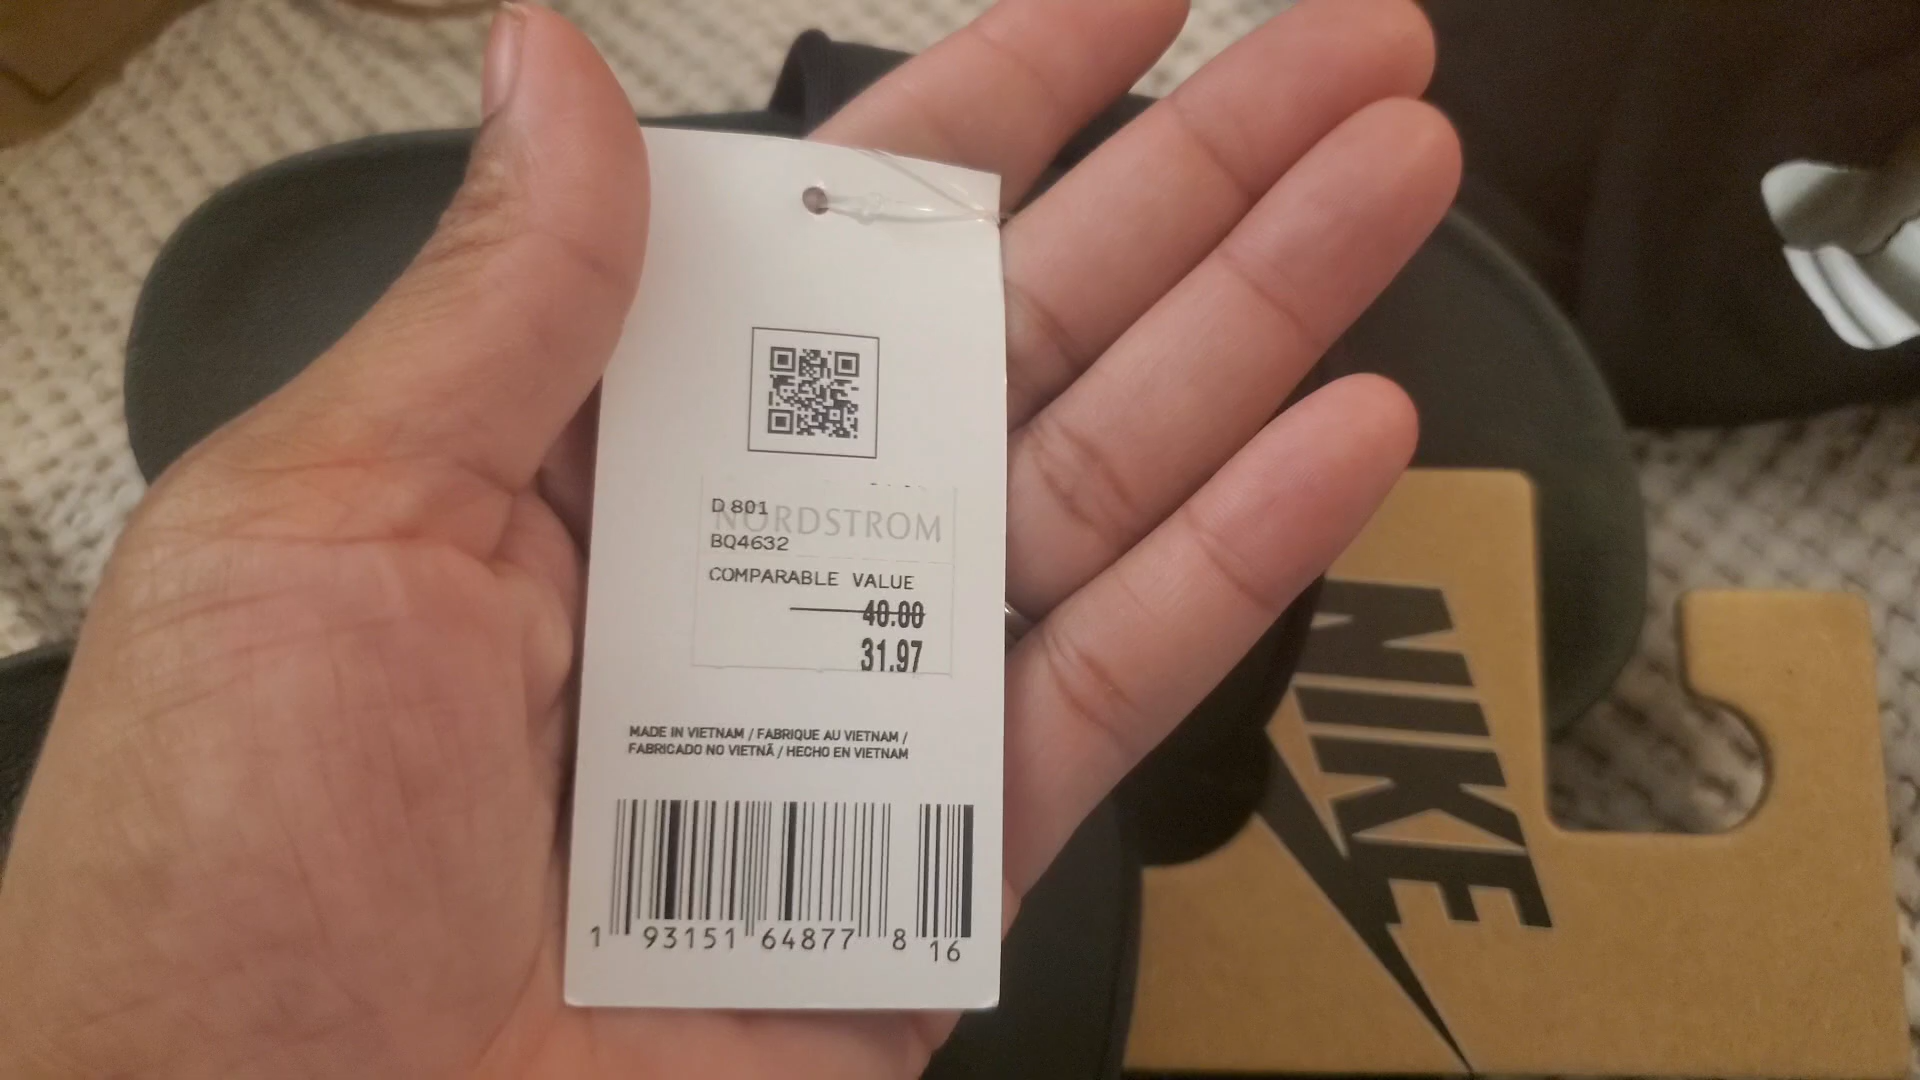 D 801
NORDSTROM
BQ4632
COMPARABLE VALUE
40.00
31.97
MADE IN VIETNAM / FABRIQUE AU VIETNAM /
FABRICADO NO VIETNÃ / HECHO EN VIETNAM
1 93151 64877 8 16
NIKE